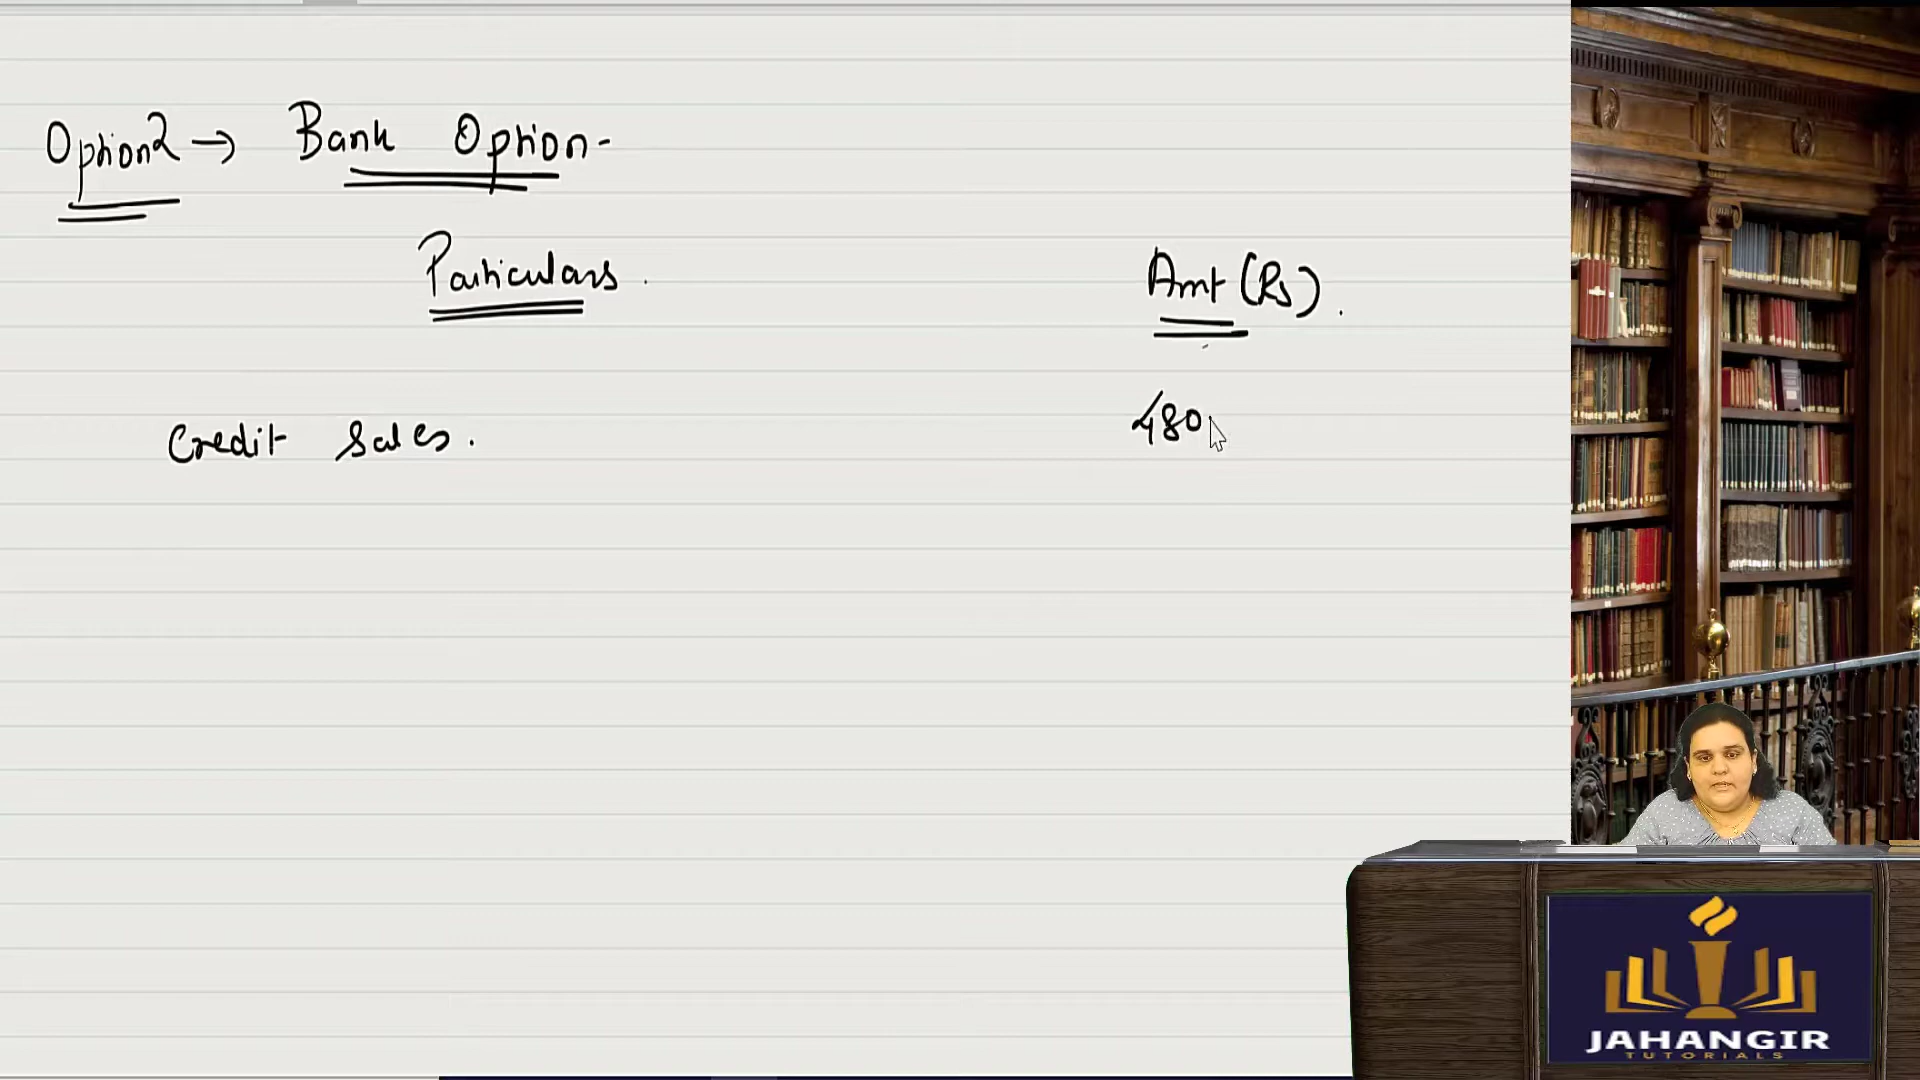 Option2 → Bank Option-
Particulars.
Amt (Rs).
Credit Sales.
480
JAHANGIR
TUTORIALS